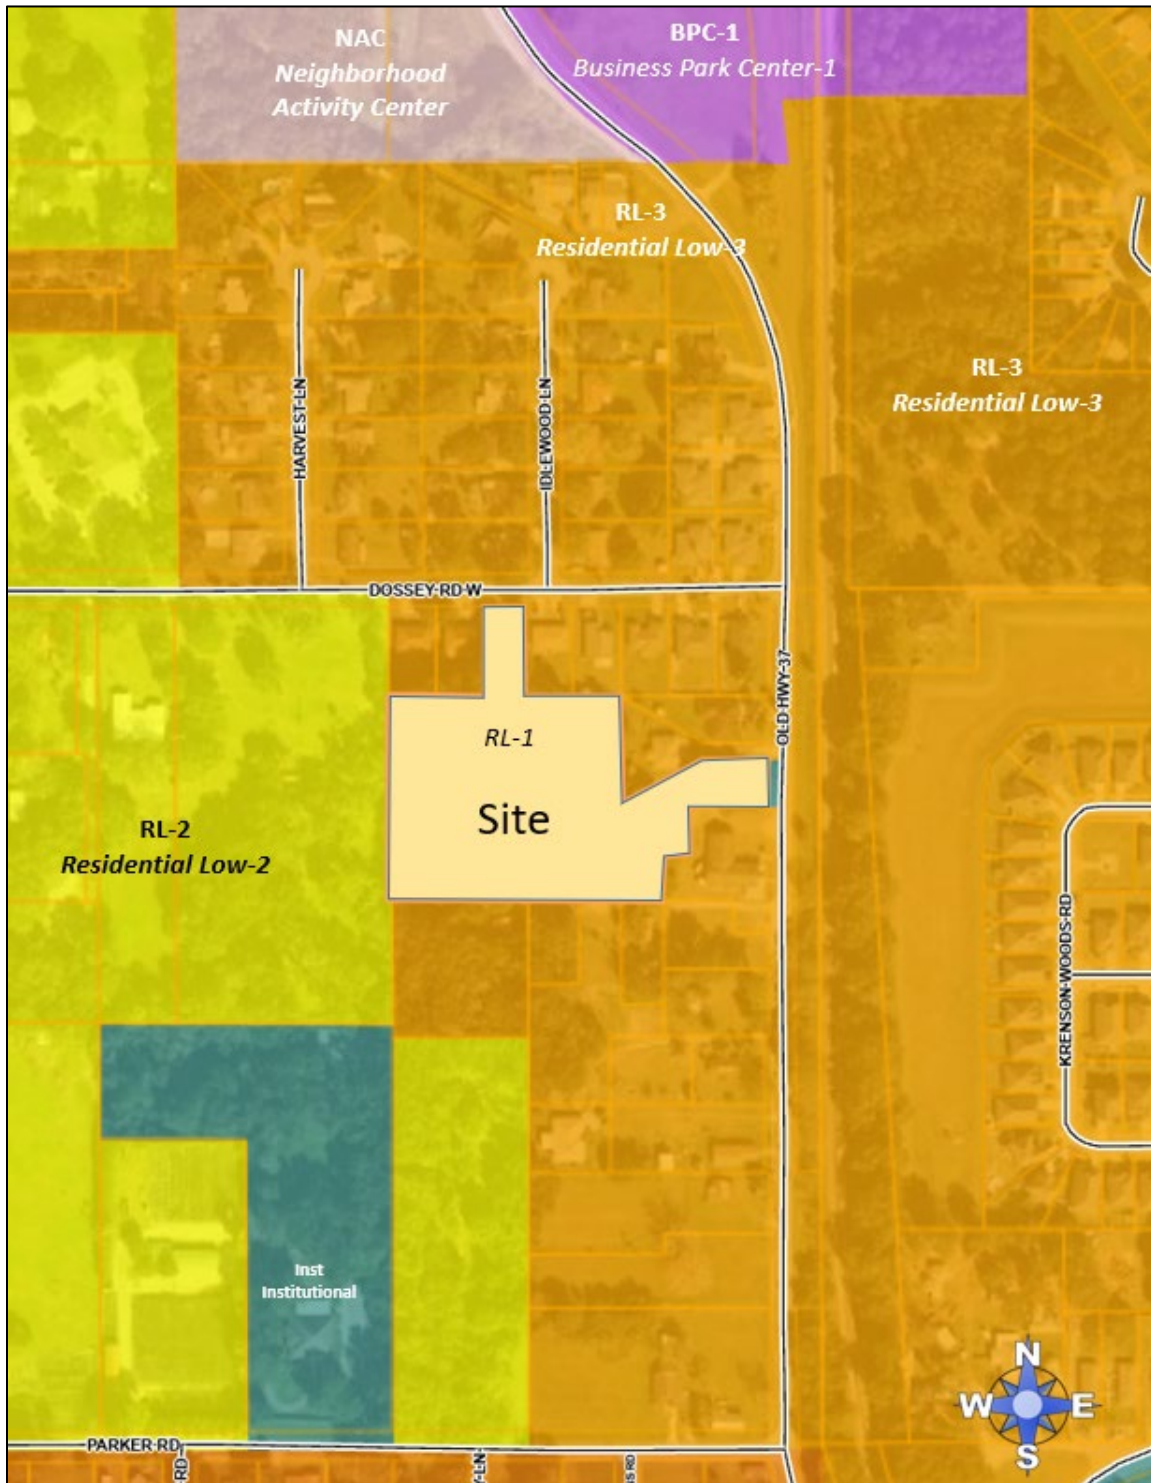 NAC
Neighborhood
Activity Center
BPC-1
Business Park Center-1
RL-3
Residential Low-3
RL-3
Residential Low-3
HARVEST LN
IDLEWOOD LN
DOSSEY RD W
OLD HWY 37
RL-1
Site
RL-2
Residential Low-2
KRENSON WOODS RD
Inst
Institutional
N
W E
S
PARKER RD
RD